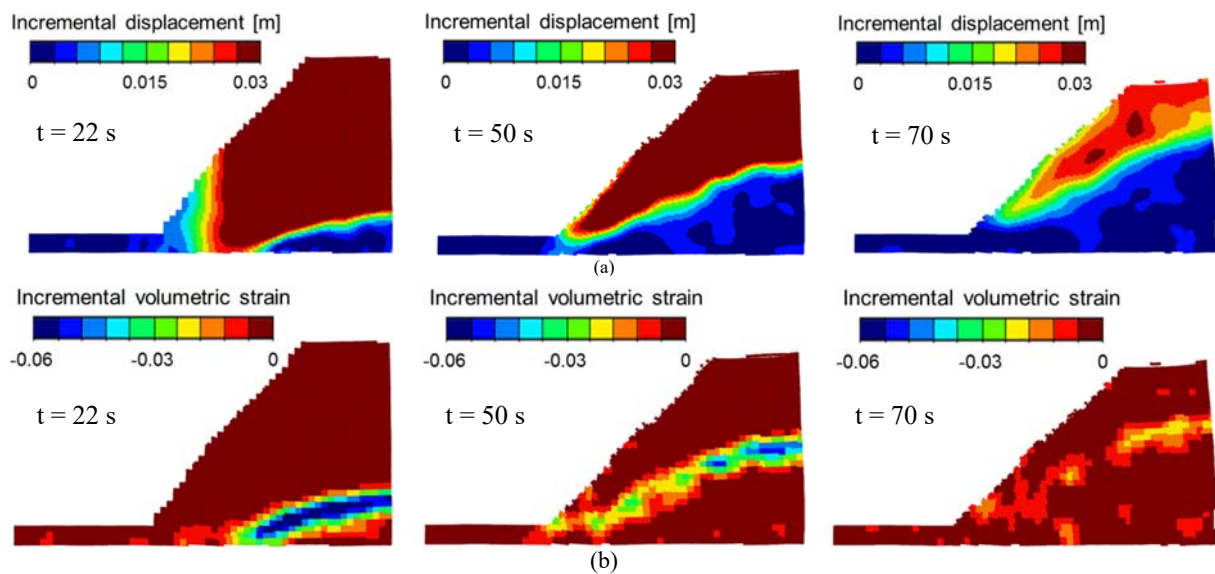 Incremental displacement [m]
0 0.015 0.03
t = 22 s
Incremental displacement [m]
0 0.015 0.03
t = 50 s
Incremental displacement [m]
0 0.015 0.03
t = 70 s
(a)
Incremental volumetric strain
-0.06 -0.03 0
t = 22 s
Incremental volumetric strain
-0.06 -0.03 0
t = 50 s
Incremental volumetric strain
-0.06 -0.03 0
t = 70 s
(b)